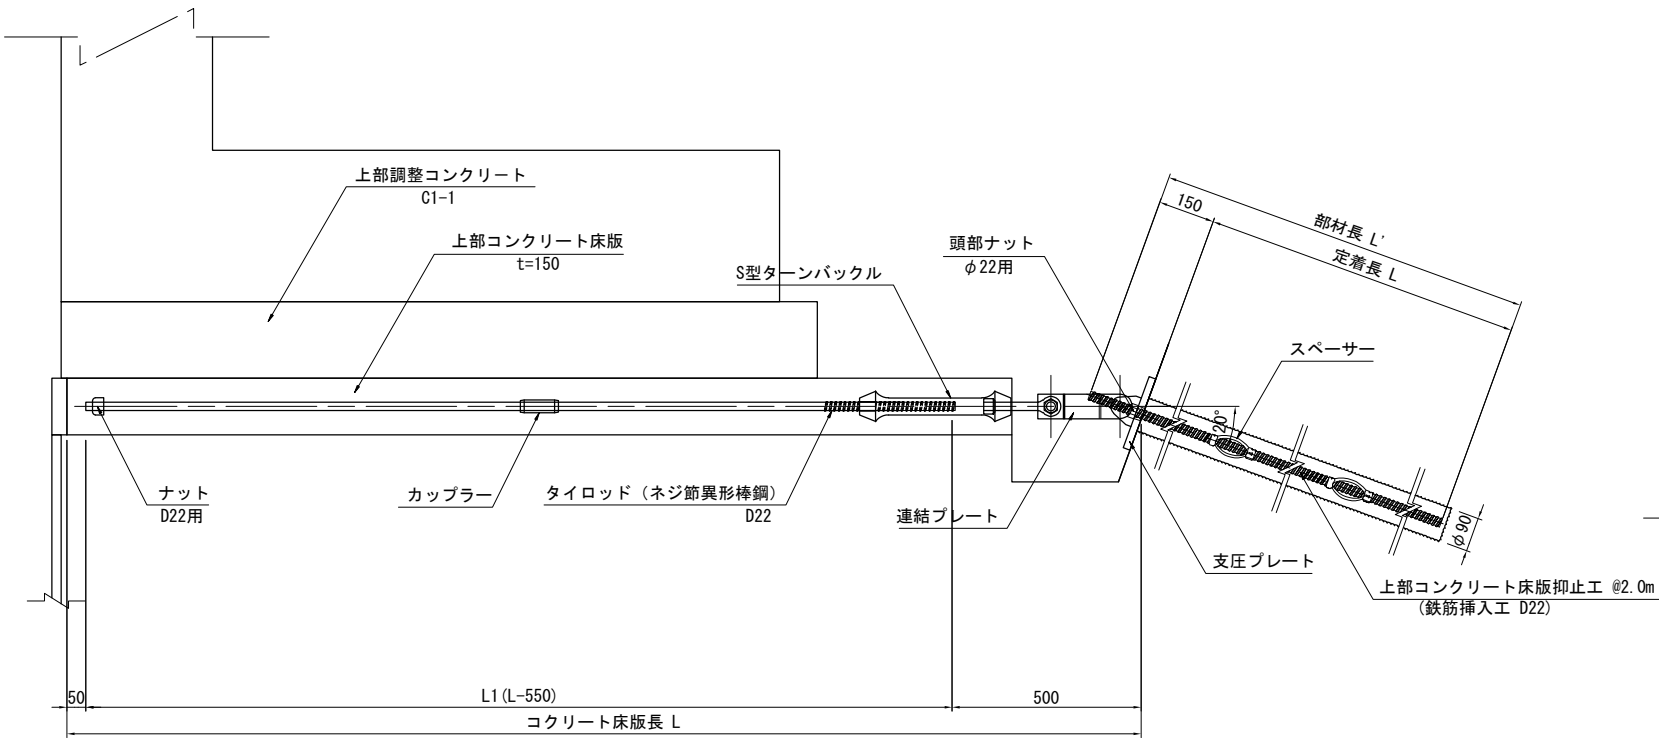 上部調整コンクリート
C1-1
上部コンクリート床版
t=150
S型ターンバックル
頭部ナット
φ22用
150
部材長 L'
定着長 L
スペーサー
20°
ナット
D22用
カップラー
タイロッド（ネジ節異形棒鋼）
D22
連結プレート
支圧プレート
φ90
上部コンクリート床版抑止工 @2.0m
(鉄筋挿入工 D22)
50
L1(L-550)
500
コクリート床版長 L